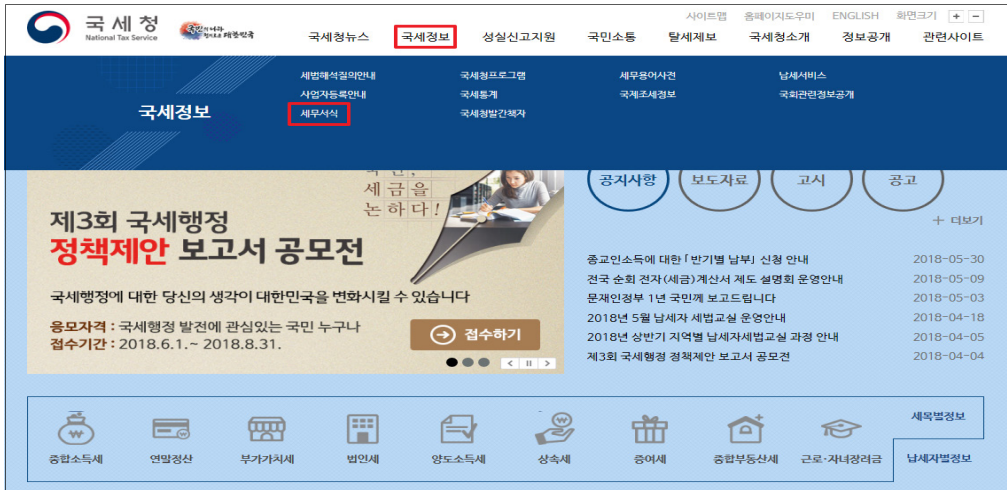 사이트맵 홈페이지도우미 ENGLISH 화면크기 + −
국세청
National Tax Service
국민의 나라 정의로운 대한민국
국세청뉴스 국세정보 성실신고지원 국민소통 탈세제보 국세청소개 정보공개 관련사이트
국세정보
세법해석질의안내 국세청프로그램 세무용어사전 납세서비스
사업자등록안내 국세통계 국제조세정보 국회관련정보공개
세무서식 국세청발간책자
세금을
논하다!
제3회 국세행정
정책제안 보고서 공모전
국세행정에 대한 당신의 생각이 대한민국을 변화시킬 수 있습니다
응모자격 : 국세행정 발전에 관심있는 국민 누구나
접수기간 : 2018.6.1.~ 2018.8.31.
접수하기
공지사항 보도자료 고시 공고
+ 더보기
종교인소득에 대한 ｢반기별 납부｣ 신청 안내 2018-05-30
전국 순회 전자(세금)계산서 제도 설명회 운영안내 2018-05-09
문재인정부 1년 국민께 보고드립니다 2018-05-03
2018년 5월 납세자 세법교실 운영안내 2018-04-18
2018년 상반기 지역별 납세자세법교실 과정 안내 2018-04-05
제3회 국세행정 정책제안 보고서 공모전 2018-04-04
종합소득세 연말정산 부가가치세 법인세 양도소득세 상속세 증여세 종합부동산세 근로·자녀장려금
세목별정보
납세자별정보